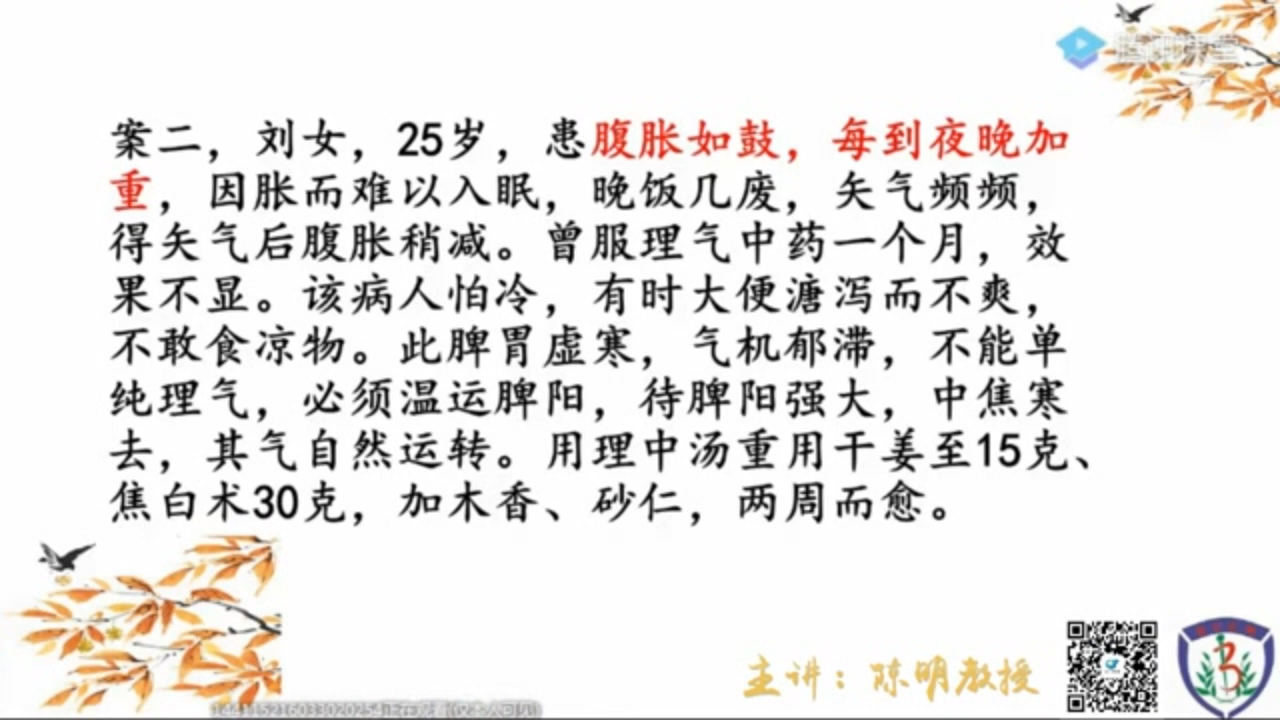 腾讯课堂
案二，刘女，25岁，患腹胀如鼓，每到夜晚加
重，因胀而难以入眠，晚饭几废，矢气频频，
得矢气后腹胀稍减。曾服理气中药一个月，效
果不显。该病人怕冷，有时大便溏泻而不爽，
不敢食凉物。此脾胃虚寒，气机郁滞，不能单
纯理气，必须温运脾阳，待脾阳强大，中焦寒
去，其气自然运转。用理中汤重用干姜至15克、
焦白术30克，加木香、砂仁，两周而愈。
主讲：陈明教授